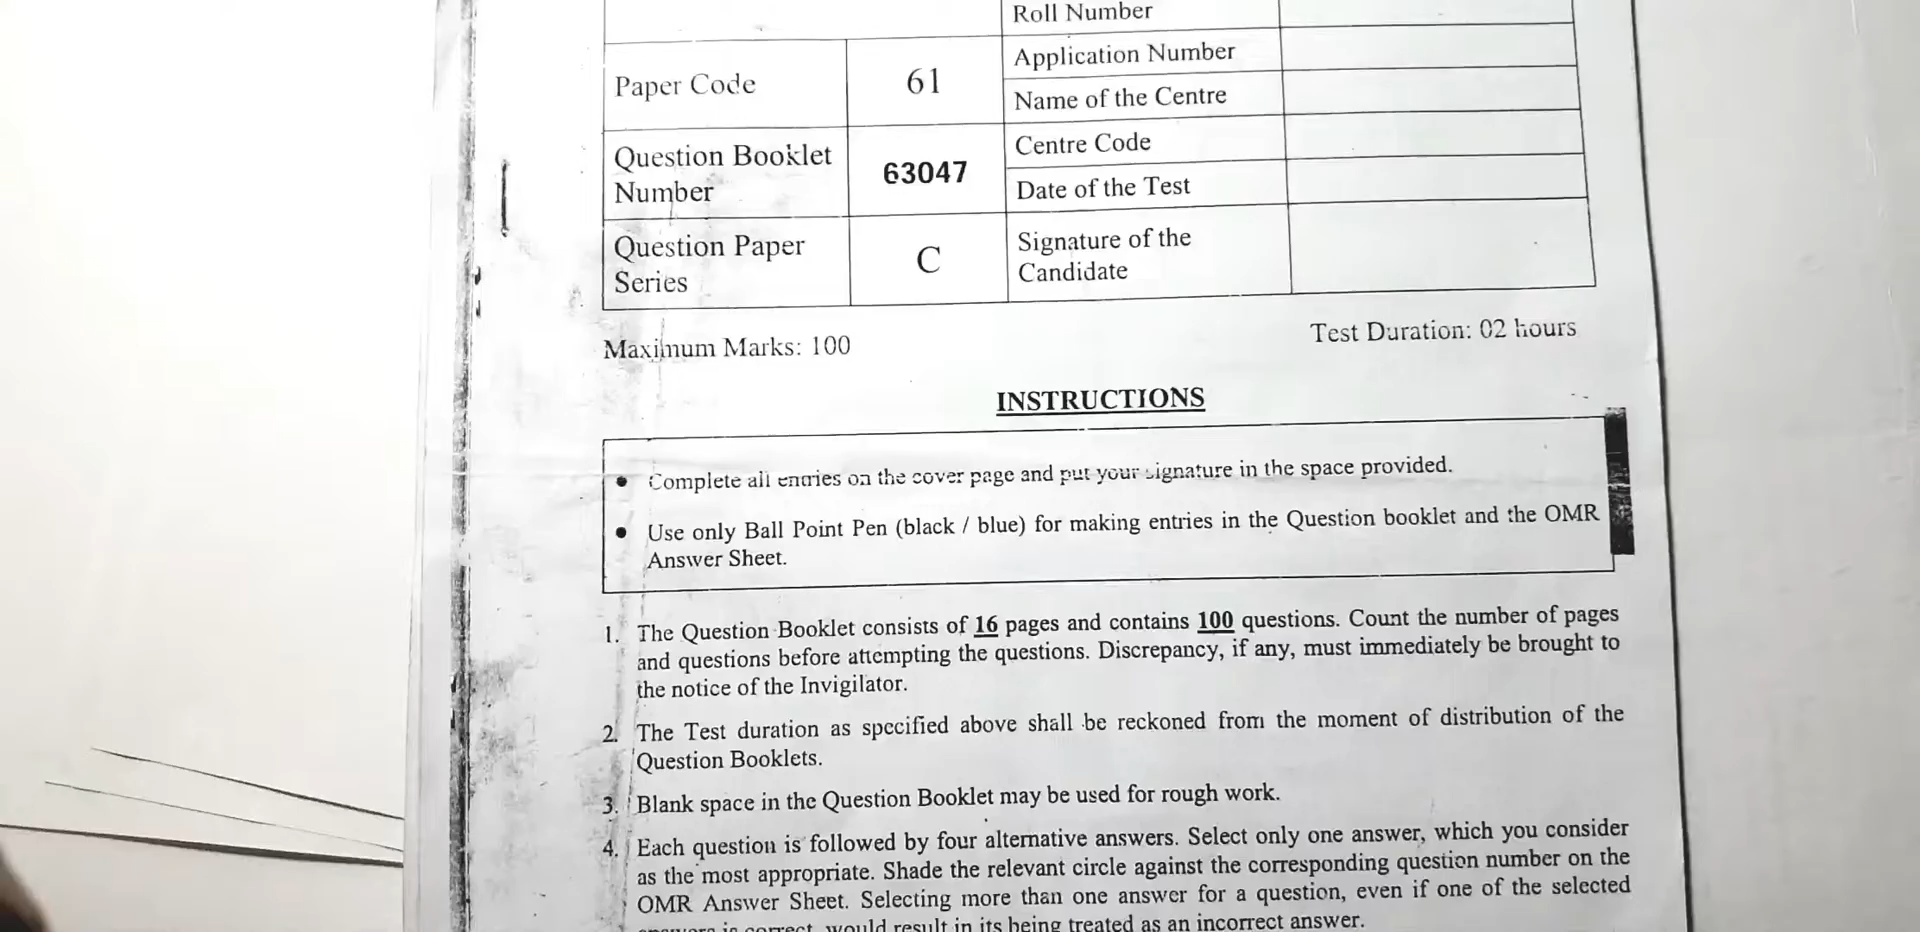 Roll Number
Paper Code
61
Application Number
Name of the Centre
Question Booklet
Number
63047
Centre Code
Date of the Test
Question Paper
Series
C
Signature of the
Candidate
Maximum Marks: 100
Test Duration: 02 hours
INSTRUCTIONS
• Complete all entries on the cover page and put your signature in the space provided.
• Use only Ball Point Pen (black / blue) for making entries in the Question booklet and the OMR
Answer Sheet.
1. The Question Booklet consists of 16 pages and contains 100 questions. Count the number of pages
and questions before attempting the questions. Discrepancy, if any, must immediately be brought to
the notice of the Invigilator.
2. The Test duration as specified above shall be reckoned from the moment of distribution of the
Question Booklets.
3. Blank space in the Question Booklet may be used for rough work.
4. Each question is followed by four alternative answers. Select only one answer, which you consider
as the most appropriate. Shade the relevant circle against the corresponding question number on the
OMR Answer Sheet. Selecting more than one answer for a question, even if one of the selected
answers is correct, would result in its being treated as an incorrect answer.